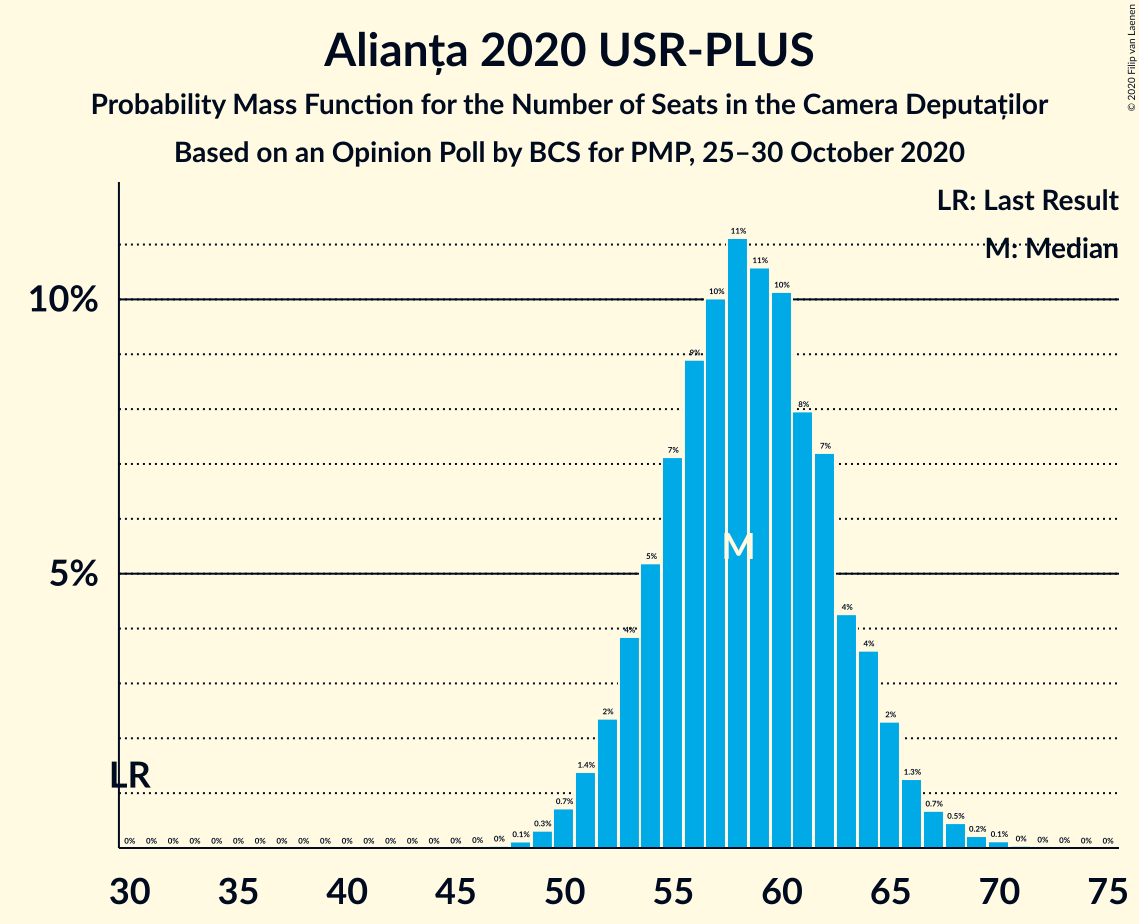 Alianța 2020 USR-PLUS
Probability Mass Function for the Number of Seats in the Camera Deputaților
Based on an Opinion Poll by BCS for PMP, 25–30 October 2020
© 2020 Filip van Laenen
LR: Last Result
M: Median
10%
5%
LR
M
0% 0% 0% 0% 0% 0% 0% 0% 0% 0% 0% 0% 0% 0% 0% 0% 0% 0% 0.1% 0.3% 0.7% 1.4% 2% 4% 5% 7% 9% 10% 11% 11% 10% 8% 7% 4% 4% 2% 1.3% 0.7% 0.5% 0.2% 0.1% 0% 0% 0% 0% 0%
30 35 40 45 50 55 60 65 70 75